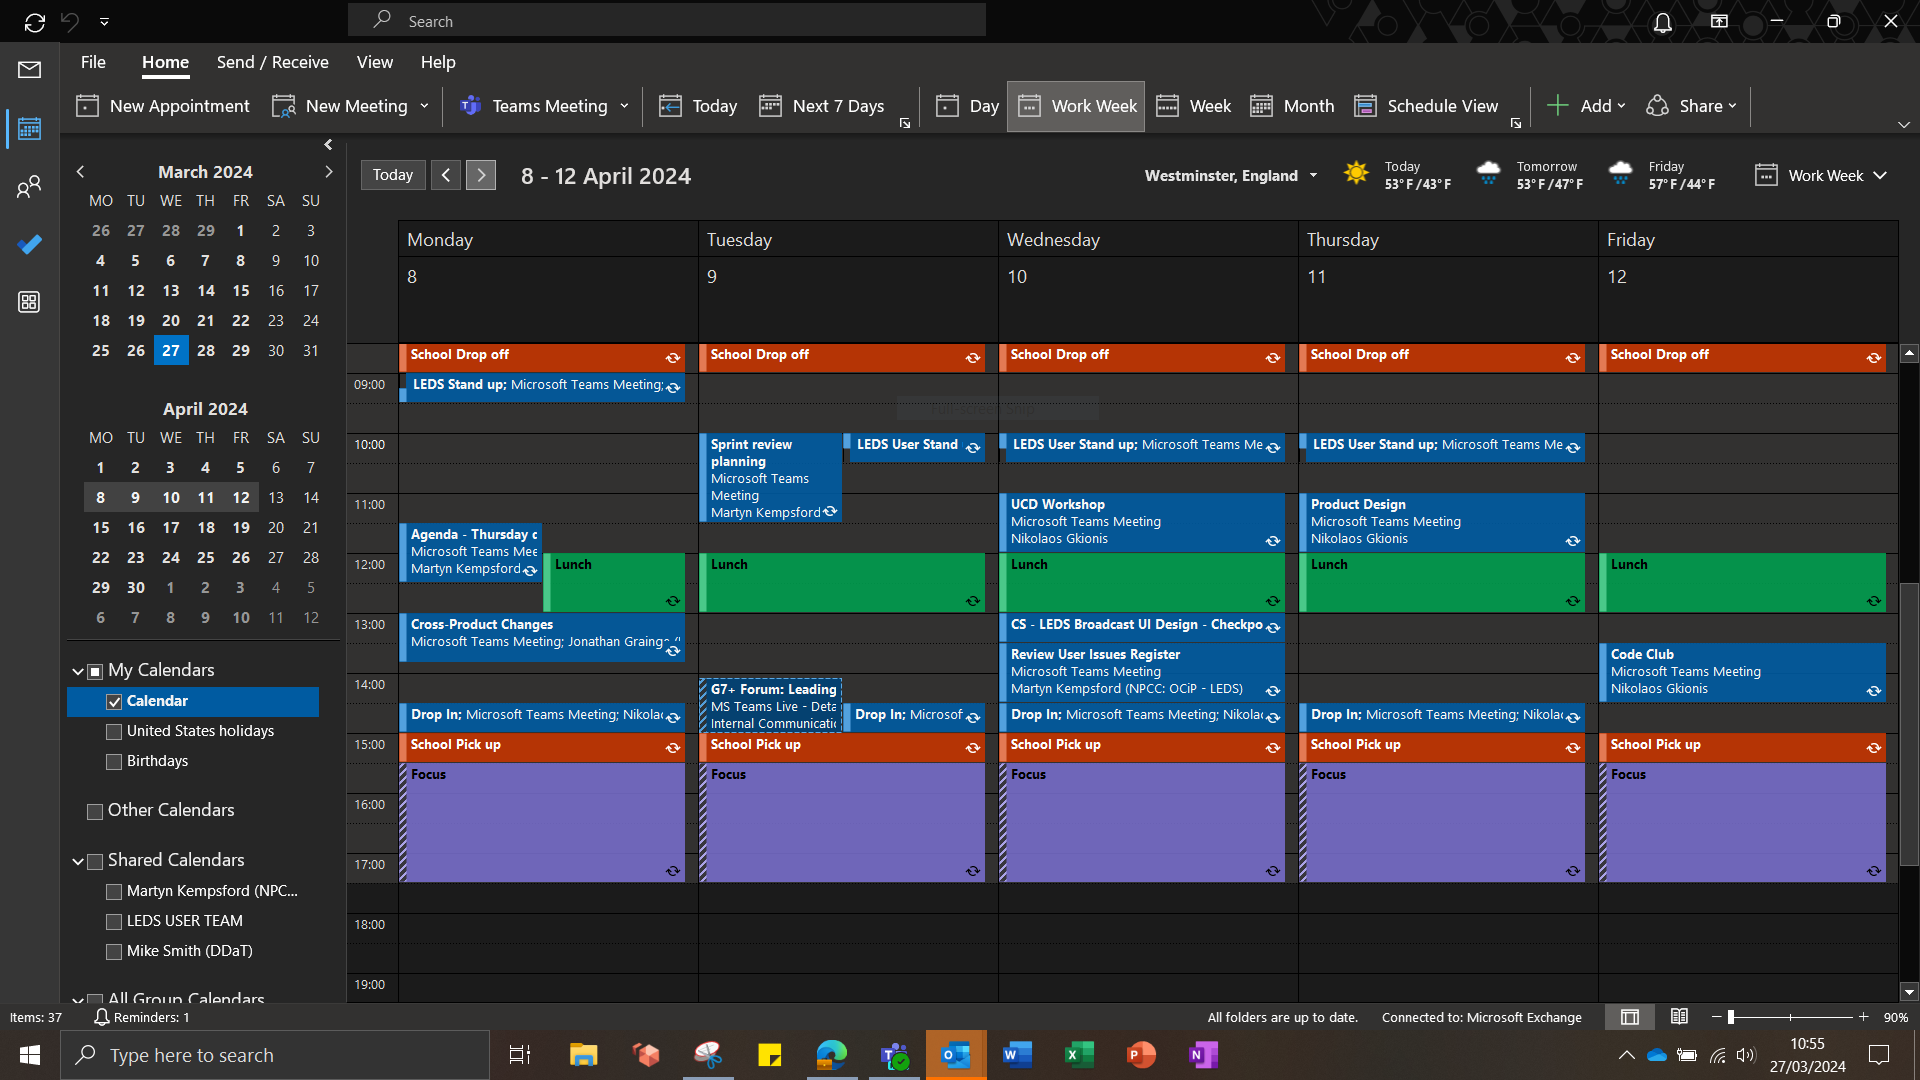 Search
File Home Send / Receive View Help
New Appointment New Meeting Teams Meeting Today Next 7 Days Day Work Week Week Month Schedule View Add Share
March 2024
MO TU WE TH FR SA SU
26 27 28 29 1 2 3
4 5 6 7 8 9 10
11 12 13 14 15 16 17
18 19 20 21 22 23 24
25 26 27 28 29 30 31
April 2024
MO TU WE TH FR SA SU
1 2 3 4 5 6 7
8 9 10 11 12 13 14
15 16 17 18 19 20 21
22 23 24 25 26 27 28
29 30 1 2 3 4 5
6 7 8 9 10 11 12
My Calendars
Calendar
United States holidays
Birthdays
Other Calendars
Shared Calendars
Martyn Kempsford (NPC...
LEDS USER TEAM
Mike Smith (DDaT)
All Group Calendars
Today
8 - 12 April 2024
Westminster, England
Today
53°F/43°F
Tomorrow
53°F/47°F
Friday
57°F/44°F
Work Week
Monday Tuesday Wednesday Thursday Friday
8 9 10 11 12
School Drop off School Drop off School Drop off School Drop off School Drop off
09:00
LEDS Stand up; Microsoft Teams Meeting;
Full-screen Snip
10:00
Sprint review
planning
Microsoft Teams
Meeting
Martyn Kempsford
LEDS User Stand
LEDS User Stand up; Microsoft Teams Me
LEDS User Stand up; Microsoft Teams Me
11:00
UCD Workshop
Microsoft Teams Meeting
Nikolaos Gkionis
Product Design
Microsoft Teams Meeting
Nikolaos Gkionis
Agenda - Thursday
Microsoft Teams Mee
Martyn Kempsford
12:00
Lunch Lunch Lunch Lunch Lunch
13:00
Cross-Product Changes
Microsoft Teams Meeting; Jonathan Grainge
CS - LEDS Broadcast UI Design - Checkpo
Review User Issues Register
Microsoft Teams Meeting
Martyn Kempsford (NPCC: OCiP - LEDS)
Code Club
Microsoft Teams Meeting
Nikolaos Gkionis
14:00
G7+ Forum: Leading
MS Teams Live - Deta
Internal Communicatio
Drop In; Microsoft Teams Meeting; Nikola
Drop In; Microsof
Drop In; Microsoft Teams Meeting; Nikola
Drop In; Microsoft Teams Meeting; Nikola
15:00
School Pick up School Pick up School Pick up School Pick up School Pick up
Focus Focus Focus Focus Focus
16:00
17:00
18:00
19:00
Items: 37 Reminders: 1 All folders are up to date. Connected to: Microsoft Exchange 90%
Type here to search
10:55
27/03/2024